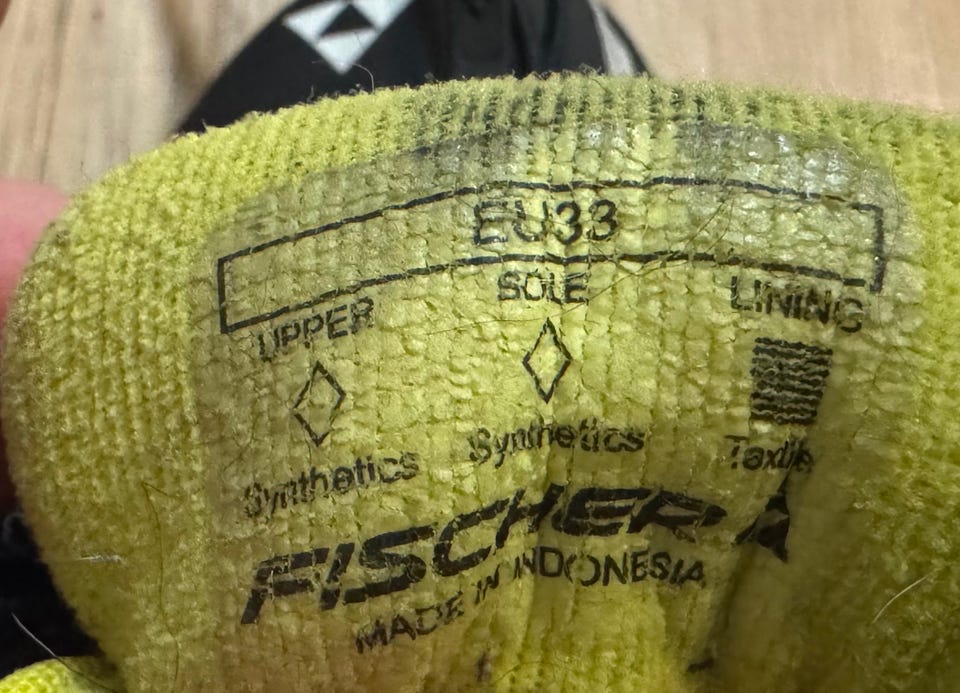 EU33
UPPER SOLE LINING
Synthetics Synthetics Textile
FISCHER
MADE IN INDONESIA